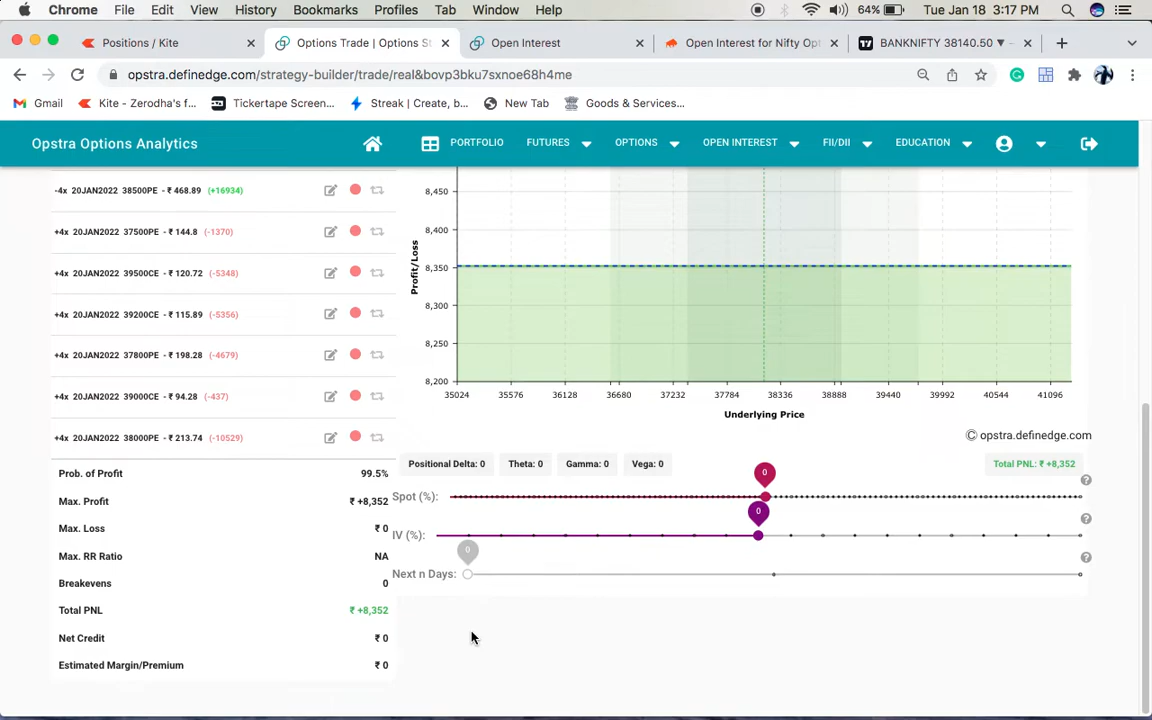 Chrome File Edit View History Bookmarks Profiles Tab Window Help 64% Tue Jan 18 3:17 PM
Positions / Kite × Options Trade | Options St × Open Interest × Open Interest for Nifty Opt × BANKNIFTY 38140.50 ▼ – ×
opstra.definedge.com/strategy-builder/trade/real&bovp3bku7sxnoe68h4me
Gmail Kite - Zerodha's f... Tickertape Screen... Streak | Create, b... New Tab Goods & Services...
Opstra Options Analytics PORTFOLIO FUTURES OPTIONS OPEN INTEREST FII/DII EDUCATION
-4x 20JAN2022 38500PE - ₹ 468.89 (+16934)
+4x 20JAN2022 37500PE - ₹ 144.8 (-1370)
+4x 20JAN2022 39500CE - ₹ 120.72 (-5348)
+4x 20JAN2022 39200CE - ₹ 115.89 (-5356)
+4x 20JAN2022 37800PE - ₹ 198.28 (-4679)
+4x 20JAN2022 39000CE - ₹ 94.28 (-437)
+4x 20JAN2022 38000PE - ₹ 213.74 (-10529)
Prob. of Profit 99.5%
Max. Profit ₹ +8,352
Max. Loss ₹ 0
Max. RR Ratio NA
Breakevens 0
Total PNL ₹ +8,352
Net Credit ₹ 0
Estimated Margin/Premium ₹ 0
Profit/Loss
8,450
8,400
8,350
8,300
8,250
8,200
35024 35576 36128 36680 37232 37784 38336 38888 39440 39992 40544 41096
Underlying Price
© opstra.definedge.com
Positional Delta: 0 Theta: 0 Gamma: 0 Vega: 0 Total PNL: ₹ +8,352
0
Spot (%):
0
IV (%):
0
Next n Days: